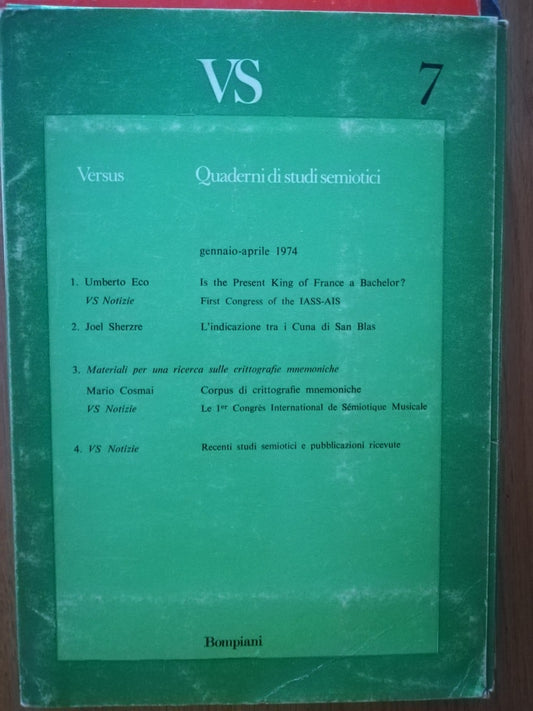 VS 7
Versus Quaderni di studi semiotici
gennaio-aprile 1974
1. Umberto Eco Is the Present King of France a Bachelor?
VS Notizie First Congress of the IASS-AIS
2. Joel Sherzre L'indicazione tra i Cuna di San Blas
3. Materiali per una ricerca sulle crittografie mnemoniche
Mario Cosmai Corpus di crittografie mnemoniche
VS Notizie Le 1er Congrès International de Sémiotique Musicale
4. VS Notizie Recenti studi semiotici e pubblicazioni ricevute
Bompiani